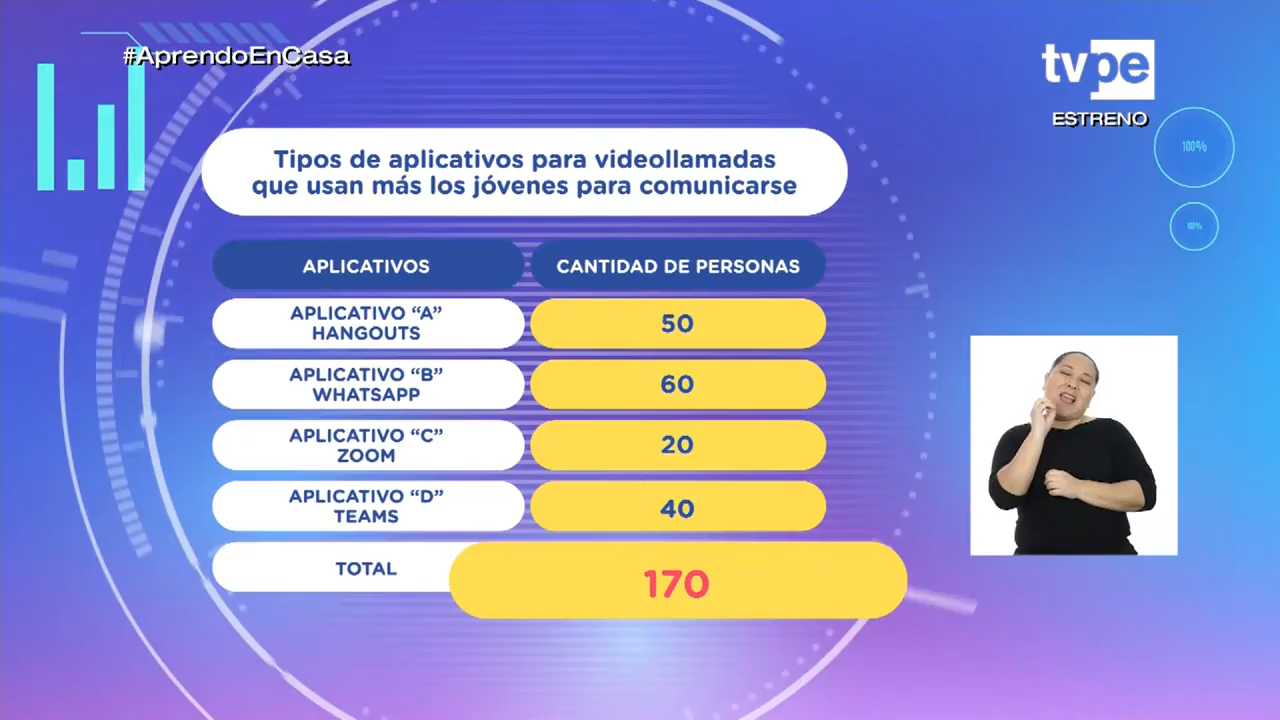 #AprendoEnCasa
tvpe
ESTRENO
100%
100%
Tipos de aplicativos para videollamadas
que usan más los jóvenes para comunicarse
APLICATIVOS
CANTIDAD DE PERSONAS
APLICATIVO “A”
HANGOUTS
50
APLICATIVO “B”
WHATSAPP
60
APLICATIVO “C”
ZOOM
20
APLICATIVO “D”
TEAMS
40
TOTAL
170